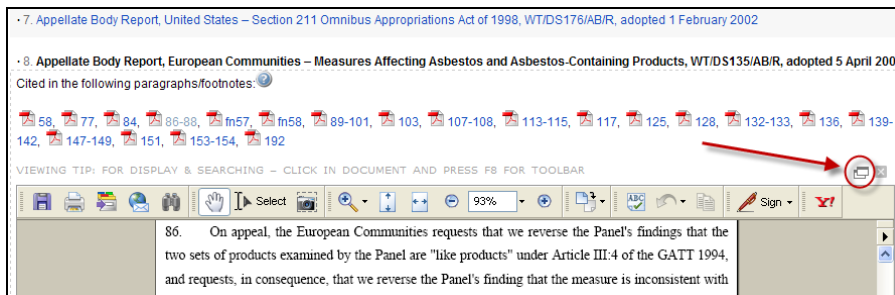 · 7. Appellate Body Report, United States – Section 211 Omnibus Appropriations Act of 1998, WT/DS176/AB/R, adopted 1 February 2002
· 8. Appellate Body Report, European Communities – Measures Affecting Asbestos and Asbestos-Containing Products, WT/DS135/AB/R, adopted 5 April 200
Cited in the following paragraphs/footnotes:
58, 77, 84, 86-88, fn57, fn58, 89-101, 103, 107-108, 113-115, 117, 125, 128, 132-133, 136, 139-
142, 147-149, 151, 153-154, 192
VIEWING TIP: FOR DISPLAY & SEARCHING – CLICK IN DOCUMENT AND PRESS F8 FOR TOOLBAR
Select 93% ABC Sign Y!
86. On appeal, the European Communities requests that we reverse the Panel's findings that the
two sets of products examined by the Panel are "like products" under Article III:4 of the GATT 1994,
and requests, in consequence, that we reverse the Panel's finding that the measure is inconsistent with